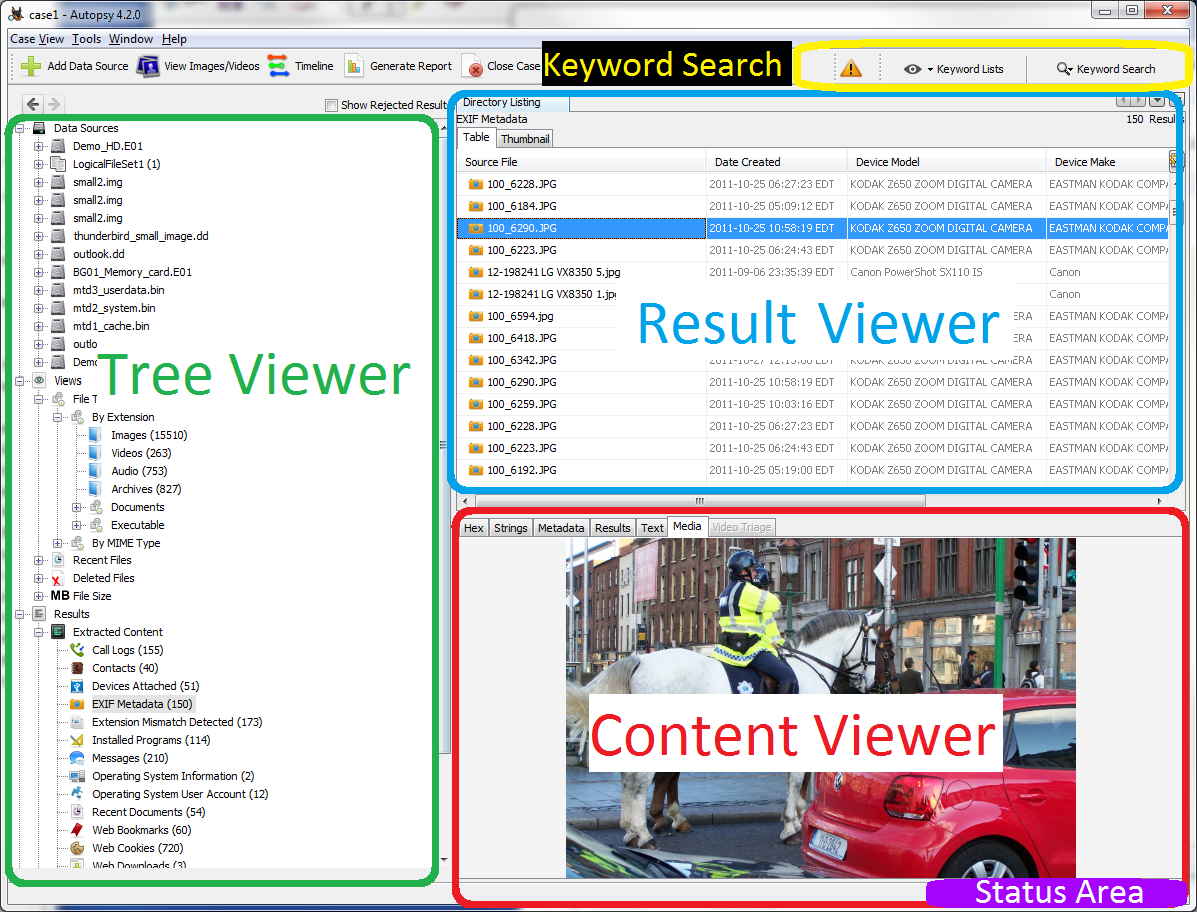 case1 - Autopsy 4.2.0
Case View Tools Window Help
Add Data Source View Images/Videos Timeline Generate Report Close Case Keyword Search Keyword Lists Keyword Search
Show Rejected Result
Data Sources
Demo_HD.E01
LogicalFileSet1 (1)
small2.img
small2.img
small2.img
thunderbird_small_image.dd
outlook.dd
BG01_Memory_card.E01
mtd3_userdata.bin
mtd2_system.bin
mtd1_cache.bin
outlo
Demo
Tree Viewer
Views
File T
By Extension
Images (15510)
Videos (263)
Audio (753)
Archives (827)
Documents
Executable
By MIME Type
Recent Files
Deleted Files
MB File Size
Results
Extracted Content
Call Logs (155)
Contacts (40)
Devices Attached (51)
EXIF Metadata (150)
Extension Mismatch Detected (173)
Installed Programs (114)
Messages (210)
Operating System Information (2)
Operating System User Account (12)
Recent Documents (54)
Web Bookmarks (60)
Web Cookies (720)
Web Downloads (3)
Directory Listing
EXIF Metadata 150 Results
Table Thumbnail
Source File Date Created Device Model Device Make
100_6228.JPG 2011-10-25 06:27:23 EDT KODAK Z650 ZOOM DIGITAL CAMERA EASTMAN KODAK COMPA
100_6184.JPG 2011-10-25 05:09:12 EDT KODAK Z650 ZOOM DIGITAL CAMERA EASTMAN KODAK COMPA
100_6290.JPG 2011-10-25 10:58:19 EDT KODAK Z650 ZOOM DIGITAL CAMERA EASTMAN KODAK COMPA
100_6223.JPG 2011-10-25 06:24:43 EDT KODAK Z650 ZOOM DIGITAL CAMERA EASTMAN KODAK COMPA
12-198241 LG VX8350 5.jpg 2011-09-06 23:35:39 EDT Canon PowerShot SX110 IS Canon
12-198241 LG VX8350 1.jpg Canon
100_6594.jpg RA EASTMAN KODAK COMPA
Result Viewer
100_6418.JPG RA EASTMAN KODAK COMPA
100_6342.JPG EASTMAN KODAK COMPA
100_6290.JPG 2011-10-25 10:58:19 EDT KODAK Z650 ZOOM DIGITAL CAMERA EASTMAN KODAK COMPA
100_6259.JPG 2011-10-25 10:03:16 EDT KODAK Z650 ZOOM DIGITAL CAMERA EASTMAN KODAK COMPA
100_6228.JPG 2011-10-25 06:27:23 EDT KODAK Z650 ZOOM DIGITAL CAMERA EASTMAN KODAK COMPA
100_6223.JPG 2011-10-25 06:24:43 EDT KODAK Z650 ZOOM DIGITAL CAMERA EASTMAN KODAK COMPA
100_6192.JPG 2011-10-25 05:19:00 EDT KODAK Z650 ZOOM DIGITAL CAMERA EASTMAN KODAK COMPA
Hex Strings Metadata Results Text Media Video Triage
Content Viewer
Status Area